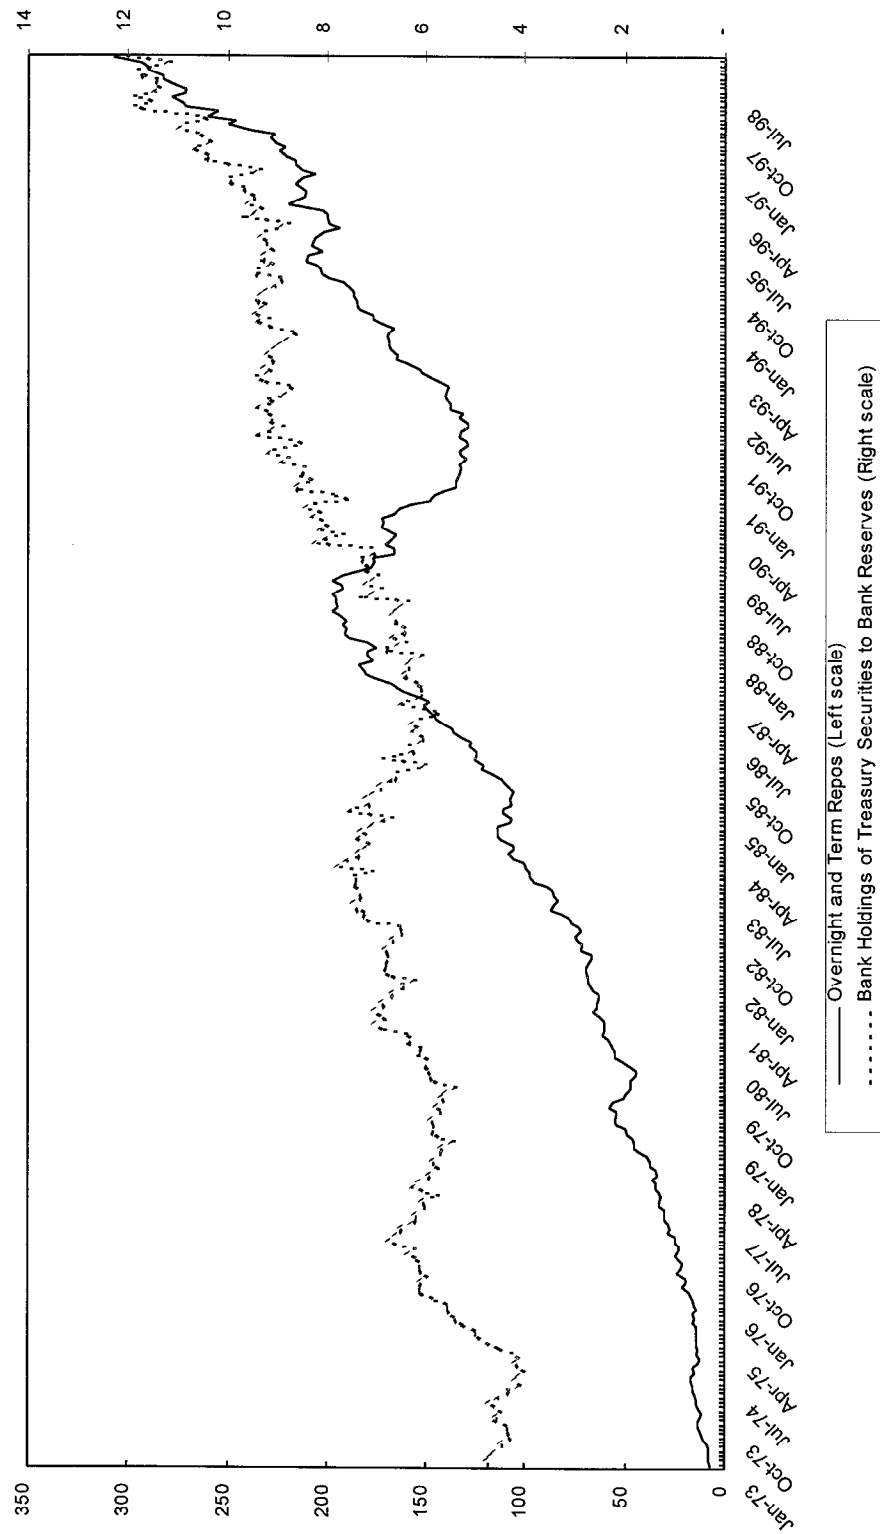 350
300
250
200
150
100
50
0
14
12
10
8
6
4
2
-
Jan-73
Oct-73
Jul-74
Apr-75
Jan-76
Oct-76
Jul-77
Apr-78
Jan-79
Oct-79
Jul-80
Apr-81
Jan-82
Oct-82
Jul-83
Apr-84
Jan-85
Oct-85
Jul-86
Apr-87
Jan-88
Oct-88
Jul-89
Apr-90
Jan-91
Oct-91
Jul-92
Apr-93
Jan-94
Oct-94
Jul-95
Apr-96
Jan-97
Oct-97
Jul-98
Overnight and Term Repos (Left scale)
Bank Holdings of Treasury Securities to Bank Reserves (Right scale)